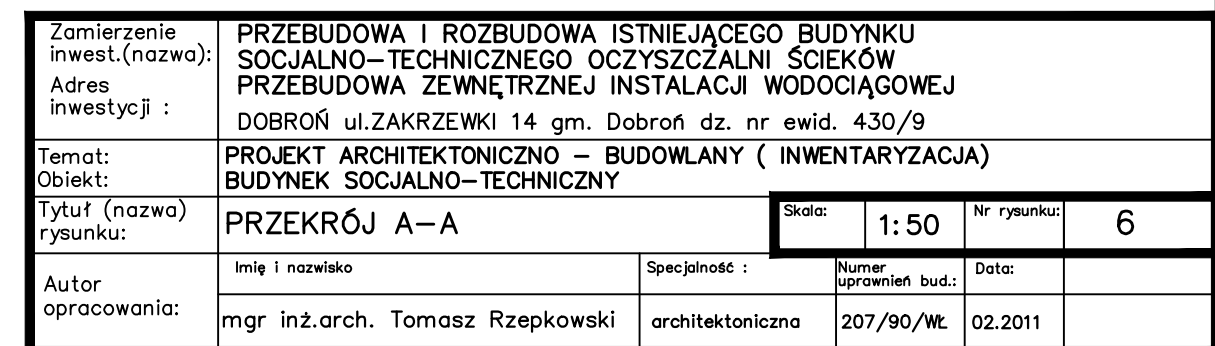 Zamierzenie
inwest.(nazwa):
PRZEBUDOWA I ROZBUDOWA ISTNIEJĄCEGO BUDYNKU
SOCJALNO-TECHNICZNEGO OCZYSZCZALNI ŚCIEKÓW
Adres
inwestycji :
PRZEBUDOWA ZEWNĘTRZNEJ INSTALACJI WODOCIĄGOWEJ
DOBROŃ ul.ZAKRZEWKI 14 gm. Dobroń dz. nr ewid. 430/9
Temat:
PROJEKT ARCHITEKTONICZNO - BUDOWLANY ( INWENTARYZACJA)
Obiekt:
BUDYNEK SOCJALNO-TECHNICZNY
Tytuł (nazwa)
rysunku:
PRZEKRÓJ A-A
Skala:
1:50
Nr rysunku:
6
Autor
opracowania:
Imię i nazwisko
Specjalność :
Numer
uprawnień bud.:
Data:
mgr inż.arch. Tomasz Rzepkowski
architektoniczna
207/90/WŁ
02.2011